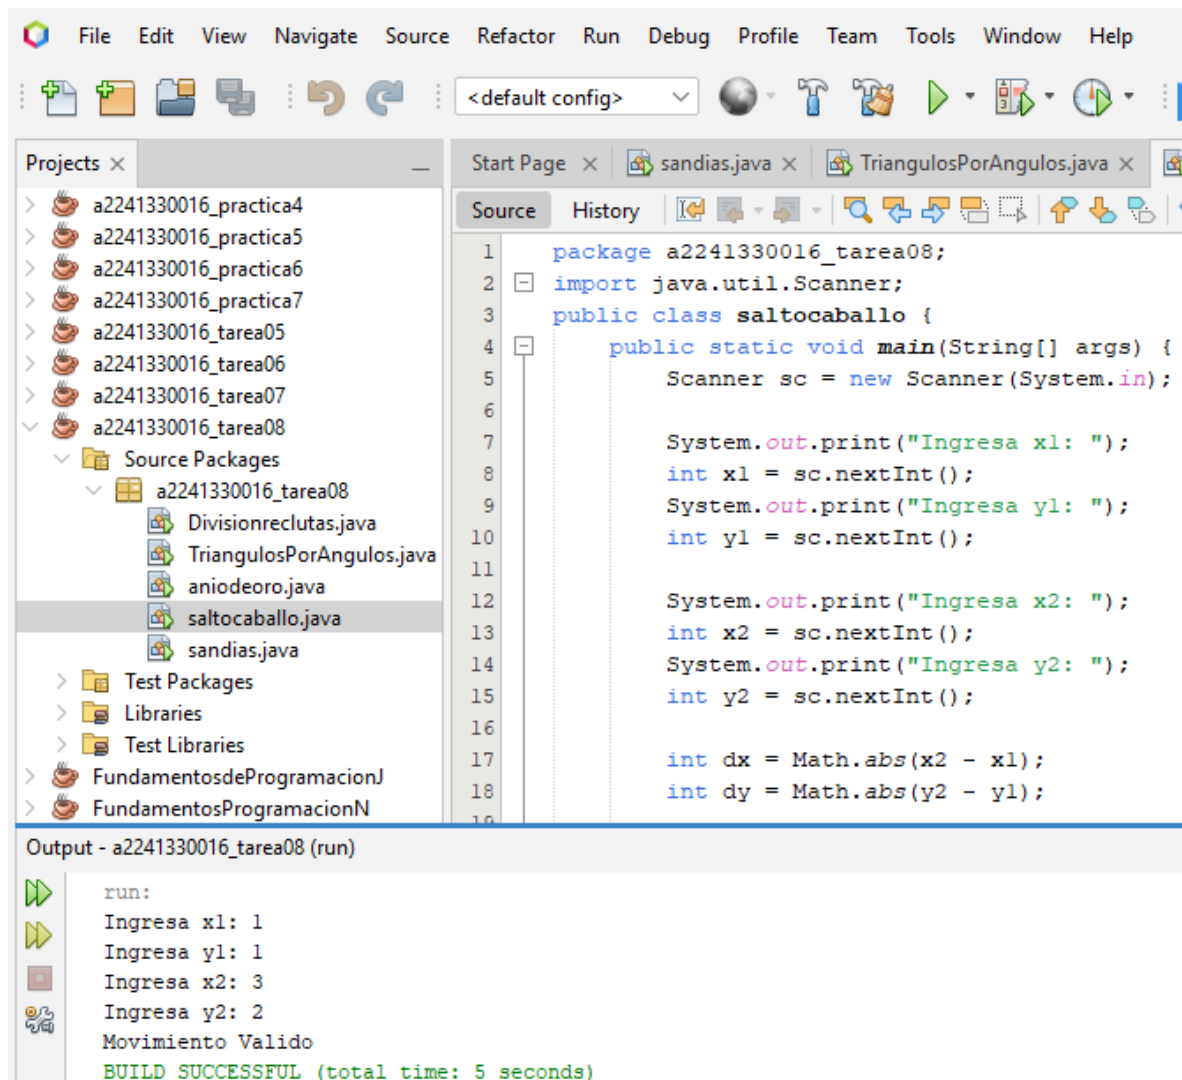 File Edit View Navigate Source Refactor Run Debug Profile Team Tools Window Help
<default config>
Projects
Start Page sandias.java TriangulosPorAngulos.java
a2241330016_practica4
a2241330016_practica5
a2241330016_practica6
a2241330016_practica7
a2241330016_tarea05
a2241330016_tarea06
a2241330016_tarea07
a2241330016_tarea08
Source Packages
a2241330016_tarea08
Divisionreclutas.java
TriangulosPorAngulos.java
aniodeoro.java
saltocaballo.java
sandias.java
Test Packages
Libraries
Test Libraries
FundamentosdeProgramacionJ
FundamentosProgramacionN
Source History
1 package a2241330016_tarea08;
2 import java.util.Scanner;
3 public class saltocaballo {
4 public static void main(String[] args) {
5 Scanner sc = new Scanner(System.in);
6
7 System.out.print("Ingresa x1: ");
8 int x1 = sc.nextInt();
9 System.out.print("Ingresa y1: ");
10 int y1 = sc.nextInt();
11
12 System.out.print("Ingresa x2: ");
13 int x2 = sc.nextInt();
14 System.out.print("Ingresa y2: ");
15 int y2 = sc.nextInt();
16
17 int dx = Math.abs(x2 - x1);
18 int dy = Math.abs(y2 - y1);
19
Output - a2241330016_tarea08 (run)
run:
Ingresa x1: 1
Ingresa y1: 1
Ingresa x2: 3
Ingresa y2: 2
Movimiento Valido
BUILD SUCCESSFUL (total time: 5 seconds)